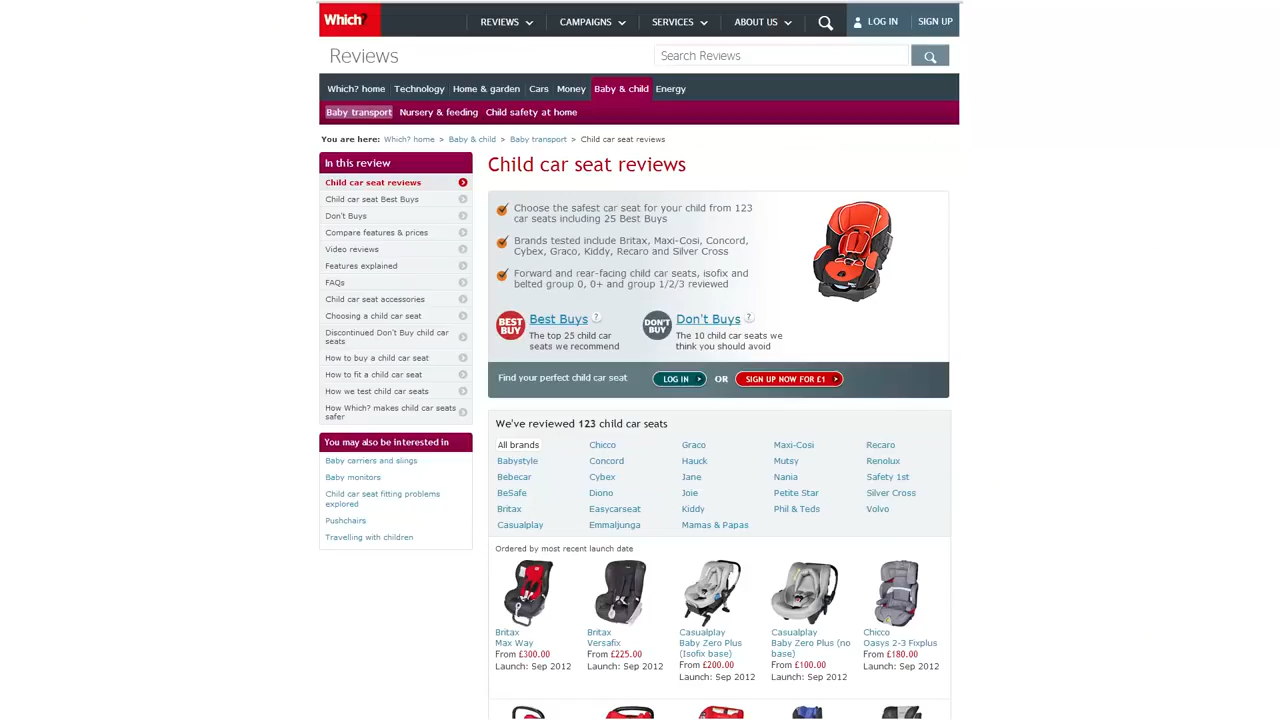 Which?
REVIEWS
CAMPAIGNS
SERVICES
ABOUT US
LOG IN
SIGN UP
Reviews
Search Reviews
Which? home
Technology
Home & garden
Cars
Money
Baby & child
Energy
Baby transport
Nursery & feeding
Child safety at home
You are here: Which? home > Baby & child > Baby transport > Child car seat reviews
In this review
Child car seat reviews
Child car seat Best Buys
Don't Buys
Compare features & prices
Video reviews
Features explained
FAQs
Child car seat accessories
Choosing a child car seat
Discontinued Don't Buy child car
seats
How to buy a child car seat
How to fit a child car seat
How we test child car seats
How Which? makes child car seats
safer
You may also be interested in
Baby carriers and slings
Baby monitors
Child car seat fitting problems
explored
Pushchairs
Travelling with children
Child car seat reviews
Choose the safest car seat for your child from 123
car seats including 25 Best Buys
Brands tested include Britax, Maxi-Cosi, Concord,
Cybex, Graco, Kiddy, Recaro and Silver Cross
Forward and rear-facing child car seats, isofix and
belted group 0, 0+ and group 1/2/3 reviewed
BEST
BUY
Best Buys ?
The top 25 child car
seats we recommend
DON'T
BUY
Don't Buys ?
The 10 child car seats we
think you should avoid
Find your perfect child car seat
LOG IN
OR
SIGN UP NOW FOR £1
We've reviewed 123 child car seats
All brands
Chicco
Graco
Maxi-Cosi
Recaro
Babystyle
Concord
Hauck
Mutsy
Renolux
Bebecar
Cybex
Jane
Nania
Safety 1st
BeSafe
Diono
Joie
Petite Star
Silver Cross
Britax
Easycarseat
Kiddy
Phil & Teds
Volvo
Casualplay
Emmaljunga
Mamas & Papas
Ordered by most recent launch date
Britax
Max Way
From £300.00
Launch: Sep 2012
Britax
Versafix
From £225.00
Launch: Sep 2012
Casualplay
Baby Zero Plus
(Isofix base)
From £200.00
Launch: Sep 2012
Casualplay
Baby Zero Plus (no
base)
From £100.00
Launch: Sep 2012
Chicco
Oasys 2-3 Fixplus
From £180.00
Launch: Sep 2012